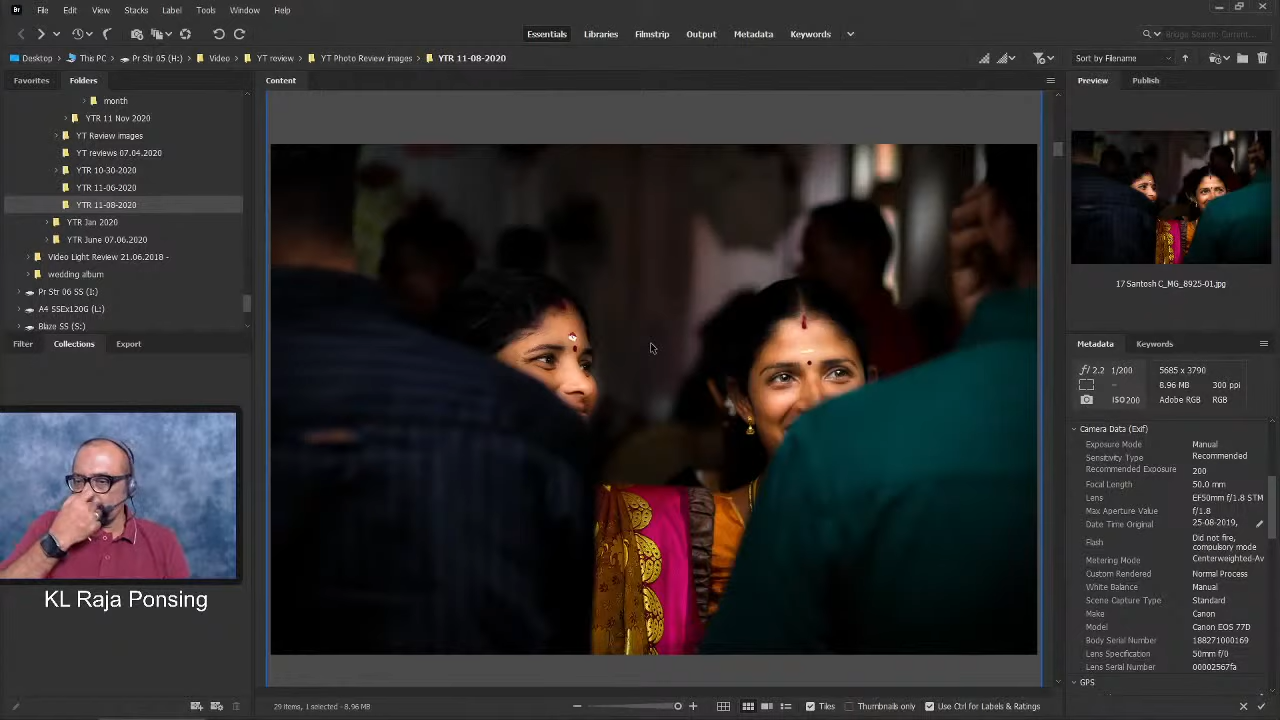 Br File Edit View Stacks Label Tools Window Help
Essentials Libraries Filmstrip Output Metadata Keywords
Bridge Search: Current...
Desktop This PC Pr Str 05 (H:) Video YT review YT Photo Review images YTR 11-08-2020
Sort by Filename
Favorites Folders
Content
Preview Publish
month
YTR 11 Nov 2020
YT Review images
YT reviews 07.04.2020
YTR 10-30-2020
YTR 11-06-2020
YTR 11-08-2020
YTR Jan 2020
YTR June 07.06.2020
Video Light Review 21.06.2018 -
wedding album
Pr Str 06 SS (I:)
A4 SSEx120G (L:)
Blaze SS (S:)
Filter Collections Export
KL Raja Ponsing
17 Santosh C_MG_8925-01.jpg
Metadata Keywords
f/ 2.2 1/200
--
ISO200
5685 x 3790
8.96 MB 300 ppi
Adobe RGB RGB
Camera Data (Exif)
Exposure Mode Manual
Sensitivity Type Recommended
Recommended Exposure 200
Focal Length 50.0 mm
Lens EF50mm f/1.8 STM
Max Aperture Value f/1.8
Date Time Original 25-08-2019,
Flash Did not fire,
compulsory mode
Metering Mode Centerweighted-Av
Custom Rendered Normal Process
White Balance Manual
Scene Capture Type Standard
Make Canon
Model Canon EOS 77D
Body Serial Number 188271000169
Lens Specification 50mm f/0
Lens Serial Number 00002567fa
GPS
29 items, 1 selected - 8.96 MB
Tiles Thumbnails only Use Ctrl for Labels & Ratings